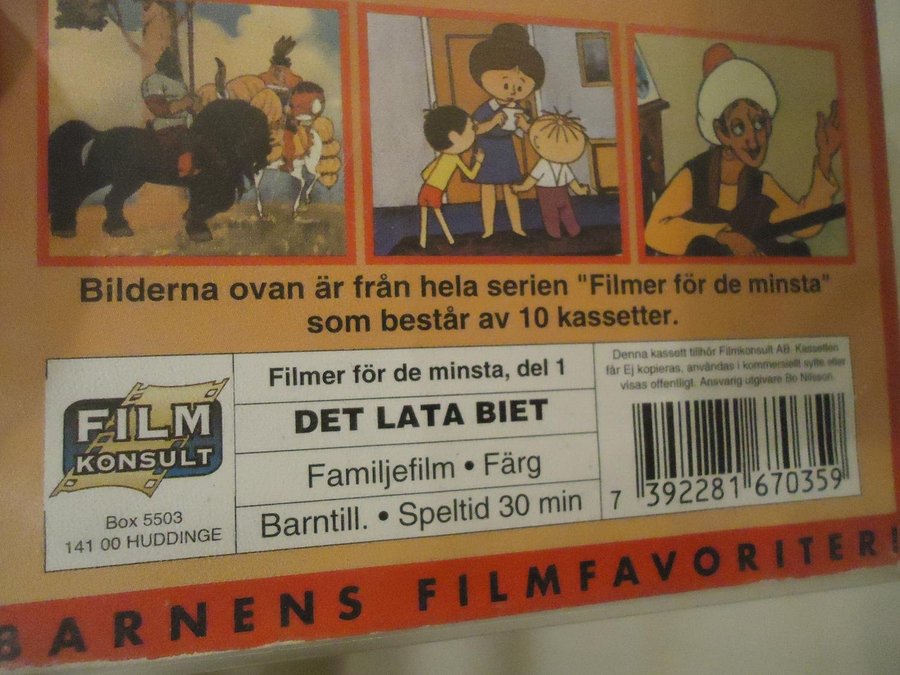 Bilderna ovan är från hela serien "Filmer för de minsta"
som består av 10 kassetter.
FILM
KONSULT
Box 5503
141 00 HUDDINGE
Filmer för de minsta, del 1
DET LATA BIET
Familjefilm • Färg
Barntill. • Speltid 30 min
Denna kassett tillhör Filmkonsult AB. Kassetten
får Ej kopieras, användas i kommersiellt syfte eller
visas offentligt. Ansvarig utgivare Bo Nilsson.
7 392281 670359
BARNENS FILMFAVORITER!